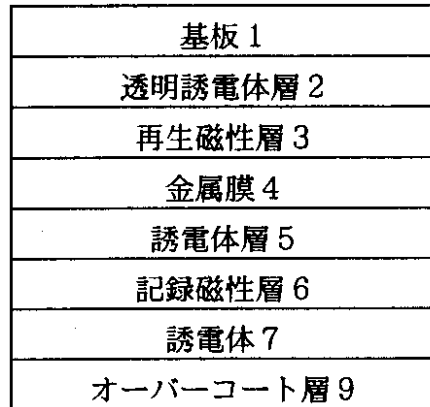 基板1
透明誘電体層2
再生磁性層3
金属膜4
誘電体層5
記録磁性層6
誘電体7
オーバーコート層9